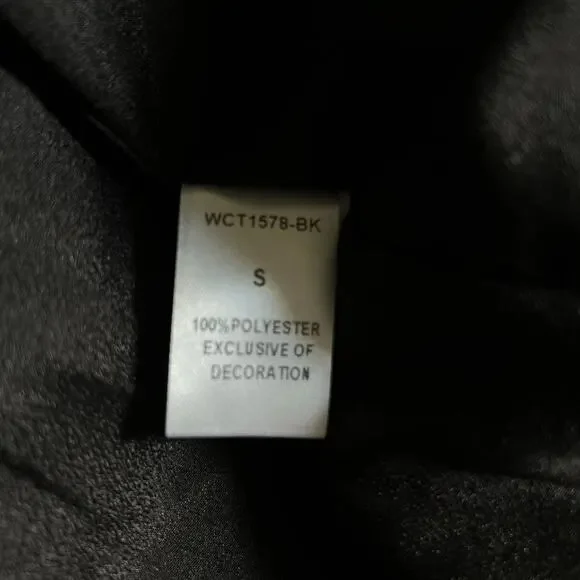 WCT1578-BK
S
100%POLYESTER
EXCLUSIVE OF
DECORATION